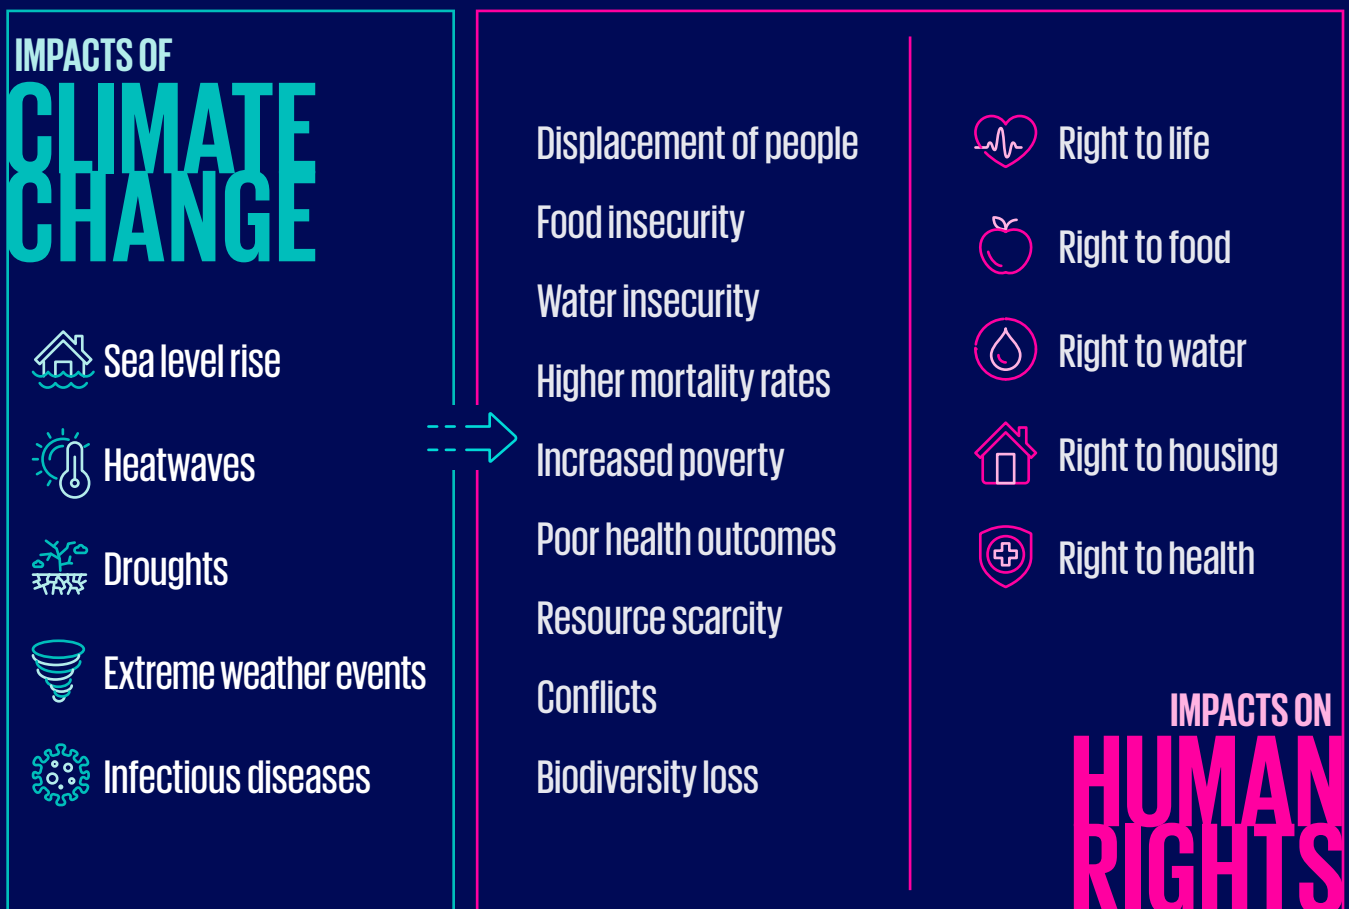 IMPACTS OF
CLIMATE
CHANGE
Sea level rise
Heatwaves
Droughts
Extreme weather events
Infectious diseases
Displacement of people
Food insecurity
Water insecurity
Higher mortality rates
Increased poverty
Poor health outcomes
Resource scarcity
Conflicts
Biodiversity loss
Right to life
Right to food
Right to water
Right to housing
Right to health
IMPACTS ON
HUMAN
RIGHTS